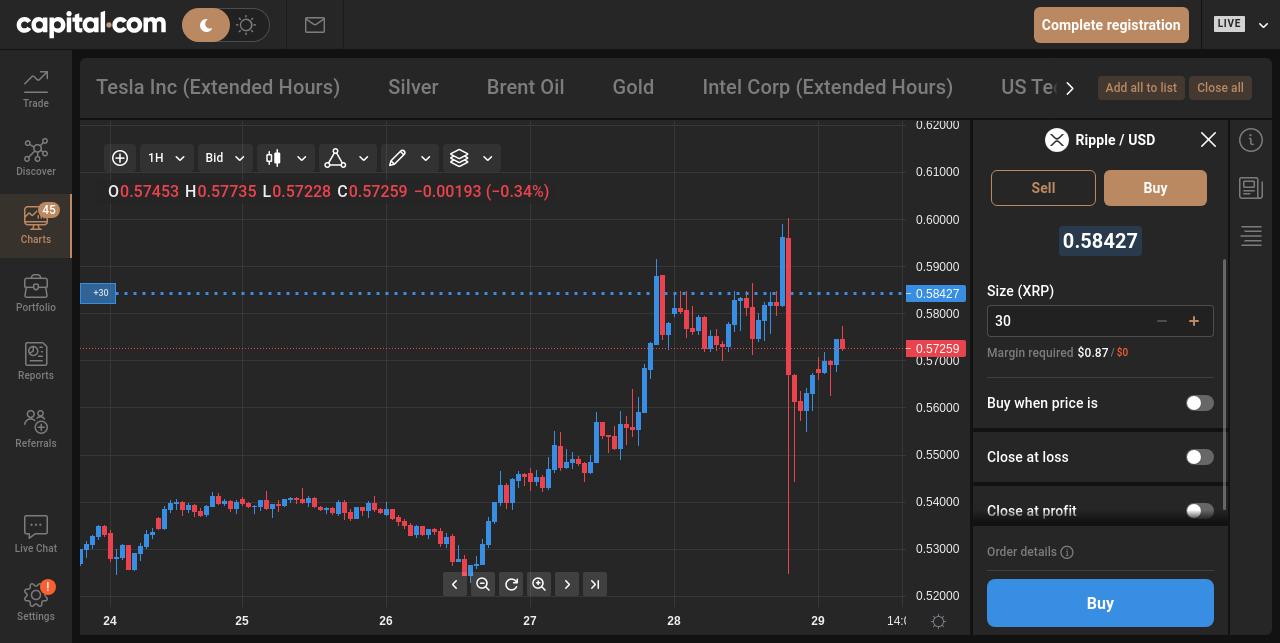 capital.com
Complete registration
LIVE
Trade
Discover
45
Charts
Portfolio
Reports
Referrals
Live Chat
!
Settings
Tesla Inc (Extended Hours)
Silver
Brent Oil
Gold
Intel Corp (Extended Hours)
US Te
Add all to list
Close all
1H
Bid
O0.57453 H0.57735 L0.57228 C0.57259 −0.00193 (−0.34%)
+30
0.62000
0.61000
0.60000
0.59000
0.58427
0.58000
0.57259
0.57000
0.56000
0.55000
0.54000
0.53000
0.52000
24 25 26 27 28 29 14:0
Ripple / USD
Sell
Buy
0.58427
Size (XRP)
30
Margin required $0.87 / $0
Buy when price is
Close at loss
Close at profit
Order details
Buy